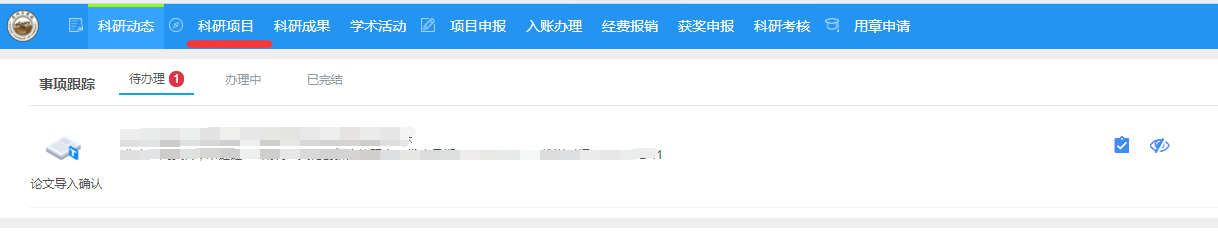 科研动态 科研项目 科研成果 学术活动 项目申报 入账办理 经费报销 获奖申报 科研考核 用章申请
事项跟踪 待办理 1 办理中 已完结
论文导入确认